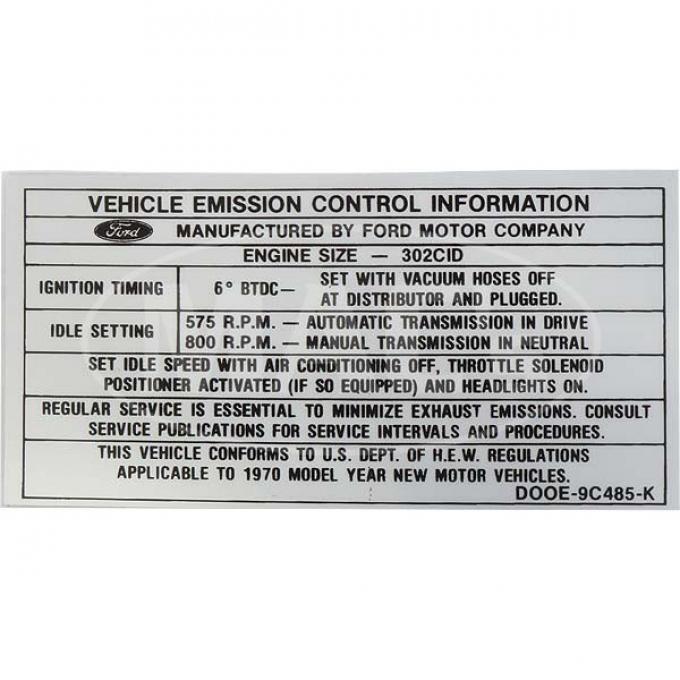 VEHICLE EMISSION CONTROL INFORMATION
Ford MANUFACTURED BY FORD MOTOR COMPANY
ENGINE SIZE — 302CID
IGNITION TIMING 6° BTDC— SET WITH VACUUM HOSES OFF
AT DISTRIBUTOR AND PLUGGED.
IDLE SETTING 575 R.P.M. — AUTOMATIC TRANSMISSION IN DRIVE
800 R.P.M. — MANUAL TRANSMISSION IN NEUTRAL
SET IDLE SPEED WITH AIR CONDITIONING OFF, THROTTLE SOLENOID
POSITIONER ACTIVATED (IF SO EQUIPPED) AND HEADLIGHTS ON.
REGULAR SERVICE IS ESSENTIAL TO MINIMIZE EXHAUST EMISSIONS. CONSULT
SERVICE PUBLICATIONS FOR SERVICE INTERVALS AND PROCEDURES.
THIS VEHICLE CONFORMS TO U.S. DEPT. OF H.E.W. REGULATIONS
APPLICABLE TO 1970 MODEL YEAR NEW MOTOR VEHICLES.
DOOE-9C485-K